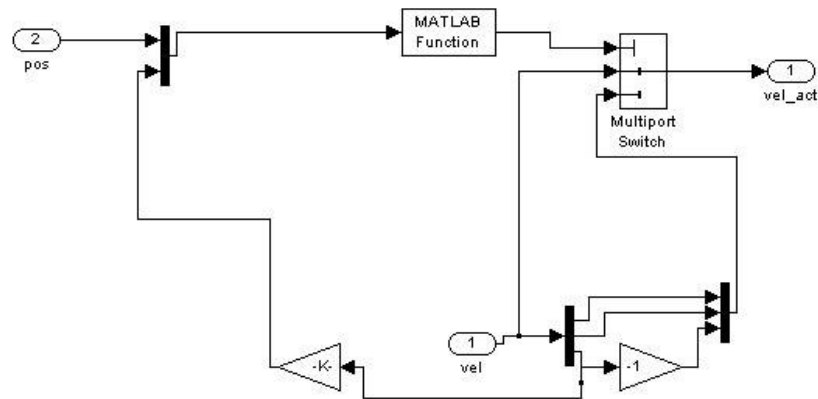 2
pos
MATLAB
Function
Multiport
Switch
1
vel_act
1
vel
-K-
-1